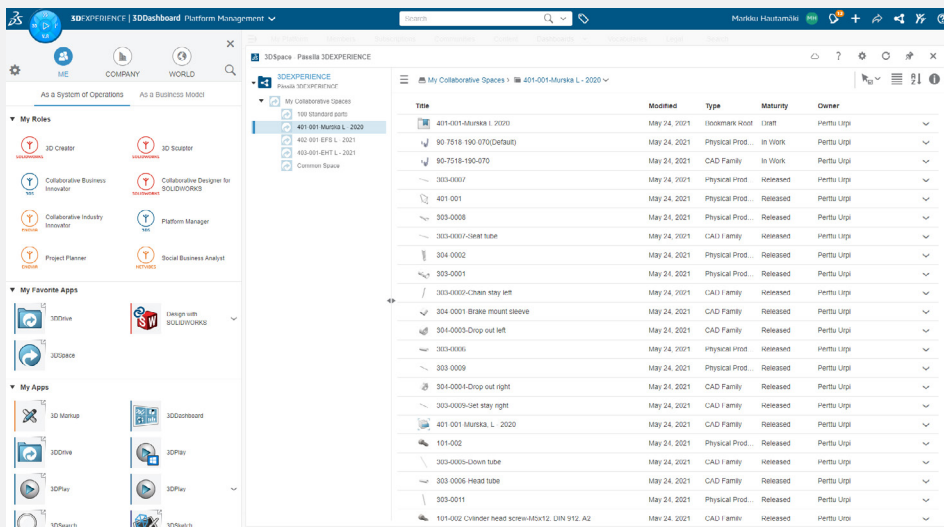 3DEXPERIENCE | 3DDashboard Platform Management
Search
Markku Hautamäki MH
V.R
ME
COMPANY
WORLD
As a System of Operations
As a Business Model
My Roles
3D Creator
3D Sculptor
Collaborative Business Innovator
Collaborative Designer for SOLIDWORKS
Collaborative Industry Innovator
Platform Manager
Project Planner
Social Business Analyst
My Favorite Apps
3DDrive
Design with SOLIDWORKS
3DSpace
My Apps
3D Markup
3DDashboard
3DDrive
3DPlay
3DPlay
3DPlay
3DSearch
3DSketch
3DSpace Pasella 3DEXPERIENCE
3DEXPERIENCE
Pasella 3DEXPERIENCE
My Collaborative Spaces
100 Standard parts
401-001 Murska L - 2020
402 001 EFS L - 2021
403-001-EHT L - 2021
Common Space
My Collaborative Spaces > 401-001-Murska L - 2020
Title Modified Type Maturity Owner
401-001-Murska L 2020 May 24, 2021 Bookmark Root Draft Perttu Urpi
90-7518 190 070(Default) May 24, 2021 Physical Prod... In Work Perttu Urpi
90-7518-190-070 May 24, 2021 CAD Family In Work Perttu Urpi
303-0007 May 24, 2021 Physical Prod... Released Perttu Urpi
401 001 May 24, 2021 Physical Prod... Released Perttu Urpi
303-0008 May 24, 2021 Physical Prod... Released Perttu Urpi
303-0007-Seat tube May 24, 2021 CAD Family Released Perttu Urpi
304 0002 May 24, 2021 Physical Prod... Released Perttu Urpi
303-0001 May 24, 2021 Physical Prod... Released Perttu Urpi
303-0002-Chain stay left May 24, 2021 CAD Family Released Perttu Urpi
304 0001-Brake mount sleeve May 24, 2021 CAD Family Released Perttu Urpi
304-0003-Drop out left May 24, 2021 CAD Family Released Perttu Urpi
303-0006 May 24, 2021 Physical Prod... Released Perttu Urpi
303 0009 May 24, 2021 Physical Prod... Released Perttu Urpi
304-0004-Drop out right May 24, 2021 CAD Family Released Perttu Urpi
303-0009-Set stay right May 24, 2021 CAD Family Released Perttu Urpi
401 001 Murska, L - 2020 May 24, 2021 CAD Family Released Perttu Urpi
101-002 May 24, 2021 Physical Prod... Released Perttu Urpi
303-0005-Down tube May 24, 2021 CAD Family Released Perttu Urpi
303 0006 Head tube May 24, 2021 CAD Family Released Perttu Urpi
303-0011 May 24, 2021 Physical Prod... Released Perttu Urpi
101-002 Cylinder head screw-M5x12, DIN 912, A2 May 24, 2021 CAD Family Released Perttu Urpi